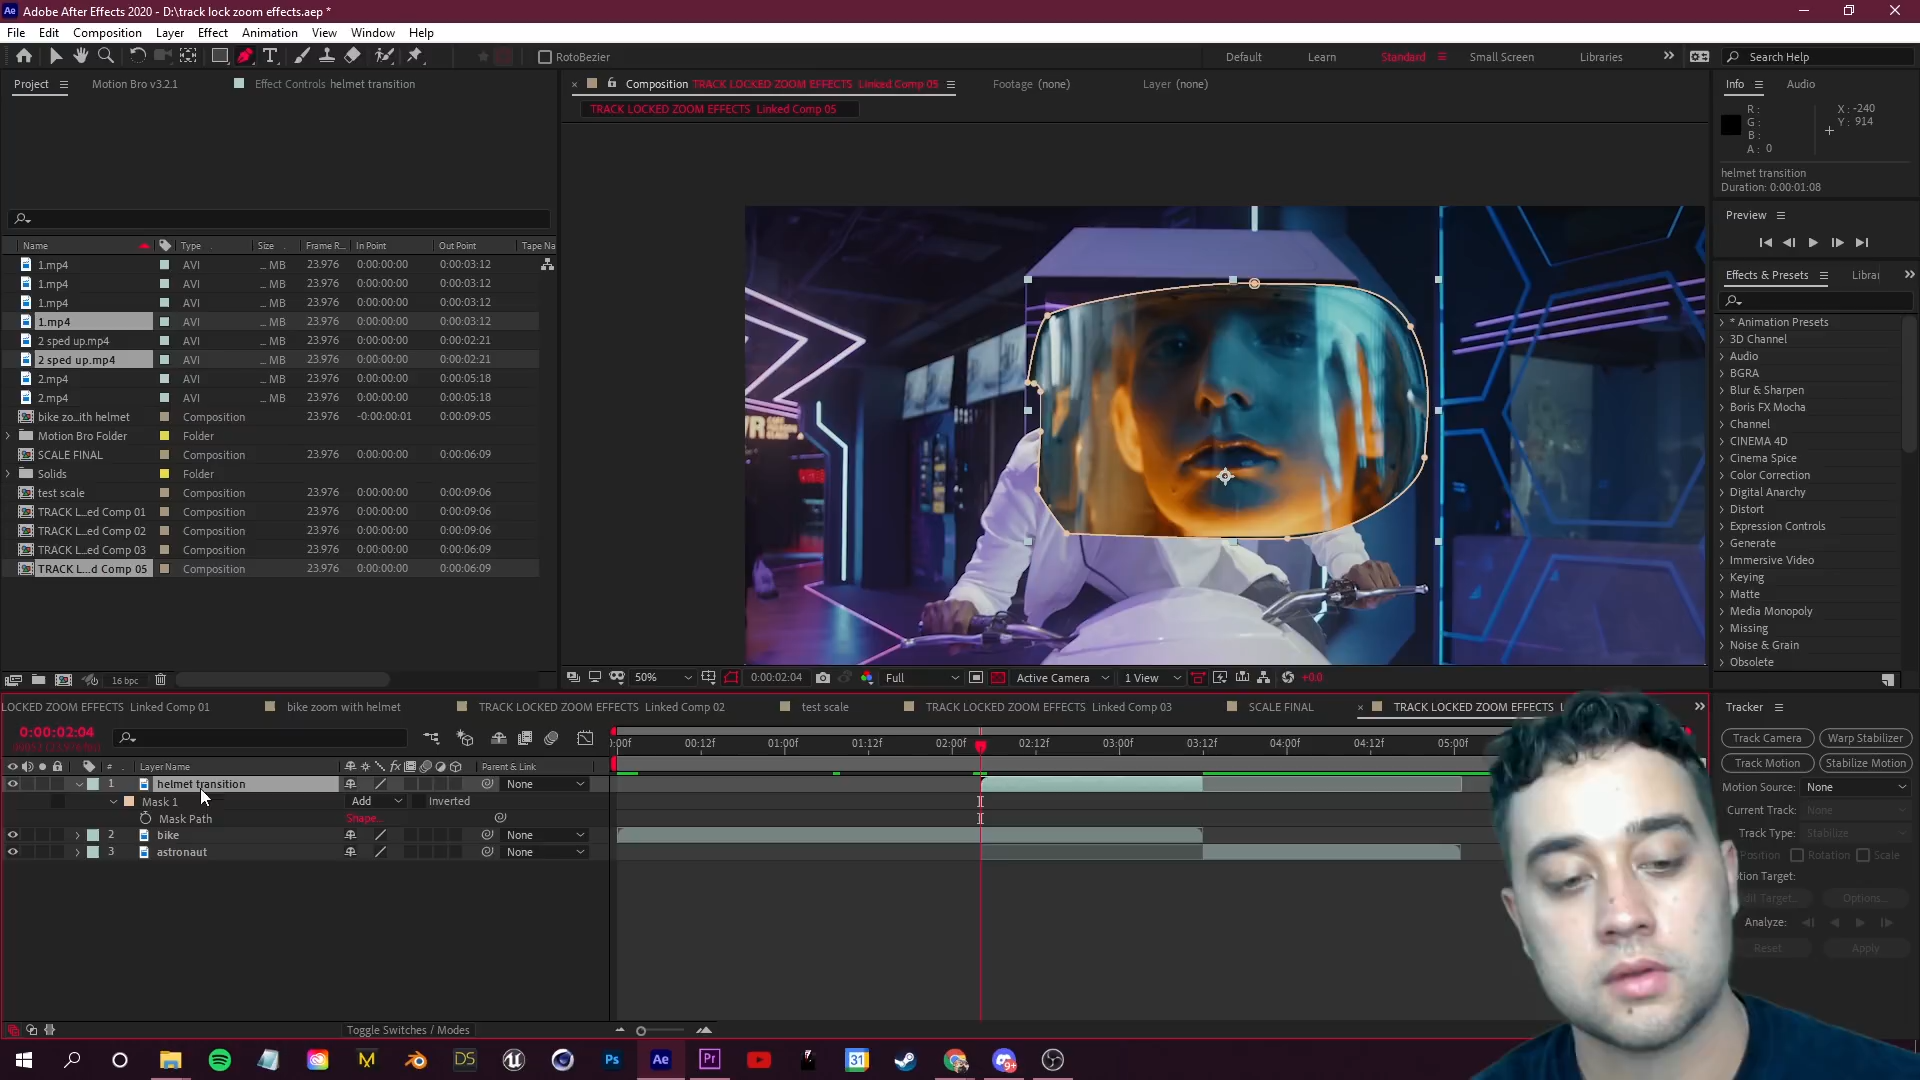 Adobe After Effects 2020 - D:\track lock zoom effects.aep *
File Edit Composition Layer Effect Animation View Window Help
RotoBezier
Default Learn Standard Small Screen Libraries Search Help
Project Motion Bro v3.2.1 Effect Controls helmet transition
Composition TRACK LOCKED ZOOM EFFECTS Linked Comp 05 Footage (none) Layer (none)
TRACK LOCKED ZOOM EFFECTS Linked Comp 05
Info Audio
R :
G :
B :
A : 0
X : -240
Y : 914
helmet transition
Duration: 0:00:01:08
Preview
Effects & Presets
* Animation Presets
3D Channel
Audio
BGRA
Blur & Sharpen
Boris FX Mocha
Channel
CINEMA 4D
Cinema Spice
Color Correction
Digital Anarchy
Distort
Expression Controls
Generate
Immersive Video
Keying
Matte
Media Monopoly
Missing
Noise & Grain
Obsolete
Name Type Size Frame R... In Point Out Point Tape Na
1.mp4 AVI ... MB 23.976 0:00:00:00 0:00:03:12
1.mp4 AVI ... MB 23.976 0:00:00:00 0:00:03:12
1.mp4 AVI ... MB 23.976 0:00:00:00 0:00:03:12
1.mp4 AVI ... MB 23.976 0:00:00:00 0:00:03:12
2 sped up.mp4 AVI ... MB 23.976 0:00:00:00 0:00:02:21
2 sped up.mp4 AVI ... MB 23.976 0:00:00:00 0:00:02:21
2.mp4 AVI ... MB 23.976 0:00:00:00 0:00:05:18
2.mp4 AVI ... MB 23.976 0:00:00:00 0:00:05:18
bike zo...ith helmet Composition 23.976 -0:00:00:01 0:00:09:05
Motion Bro Folder Folder
SCALE FINAL Composition 23.976 0:00:00:00 0:00:06:09
Solids Folder
test scale Composition 23.976 0:00:00:00 0:00:09:06
TRACK L...ed Comp 01 Composition 23.976 0:00:00:00 0:00:09:06
TRACK L...ed Comp 02 Composition 23.976 0:00:00:00 0:00:09:06
TRACK L...ed Comp 03 Composition 23.976 0:00:00:00 0:00:06:09
TRACK L...d Comp 05 Composition 23.976 0:00:00:00 0:00:06:09
16 bpc
50% 0:00:02:04 Full Active Camera 1 View +0.0
LOCKED ZOOM EFFECTS Linked Comp 01 bike zoom with helmet TRACK LOCKED ZOOM EFFECTS Linked Comp 02 test scale TRACK LOCKED ZOOM EFFECTS Linked Comp 03 SCALE FINAL TRACK LOCKED ZOOM EFFECTS
0:00:02:04
:00f 00:12f 01:00f 01:12f 02:00f 02:12f 03:00f 03:12f 04:00f 04:12f 05:00f
# Layer Name Parent & Link
1 helmet transition None
Mask 1 Add Inverted
Mask Path Shape...
2 bike None
3 astronaut None
Toggle Switches / Modes
Tracker
Track Camera Warp Stabilizer
Track Motion Stabilize Motion
Motion Source: None
Current Track: None
Track Type: Stabilize
Position Rotation Scale
Motion Target:
Edit Target... Options...
Analyze:
Reset Apply